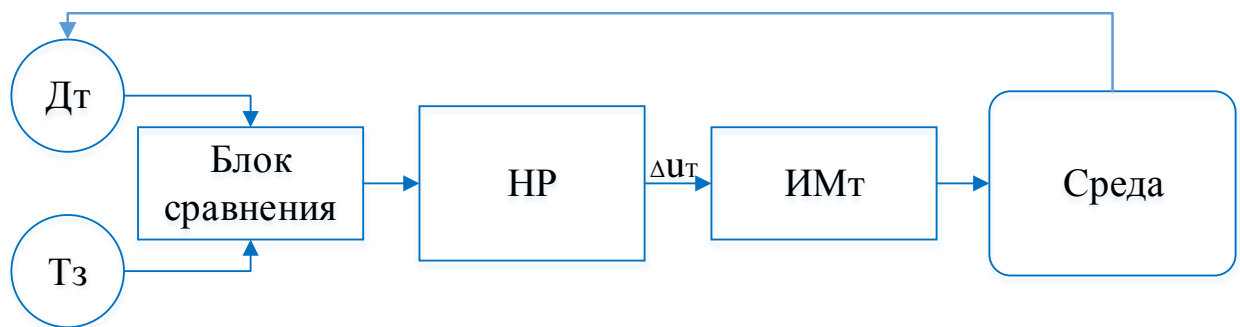 Дт
Блок
сравнения
Тз
НР
Δuт
ИМт
Среда